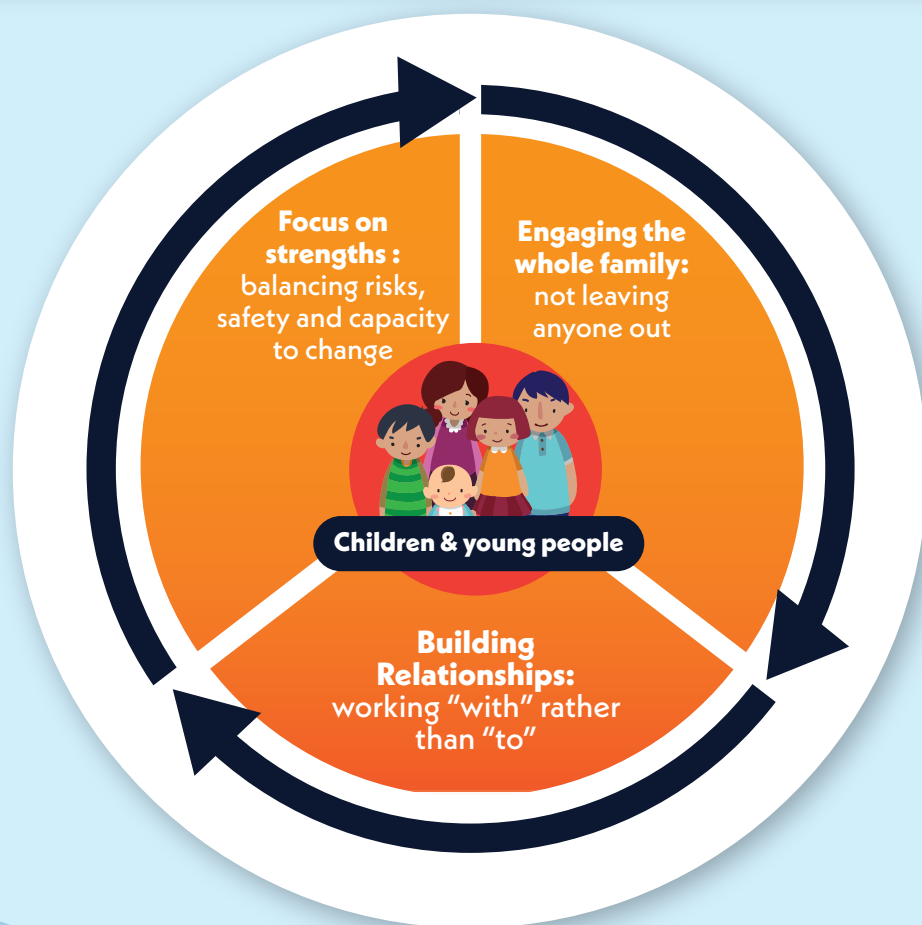 Focus on
strengths :
balancing risks,
safety and capacity
to change
Engaging the
whole family:
not leaving
anyone out
Children & young people
Building
Relationships:
working “with” rather
than “to”